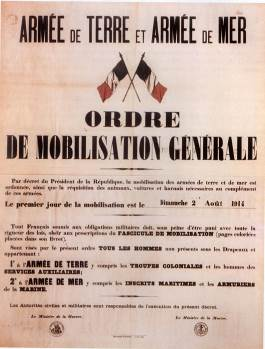 ARMÉE DE TERRE ET ARMÉE DE MER
ORDRE
DE MOBILISATION GÉNÉRALE
Par décret du Président de la République, la mobilisation des armées de terre et de mer est
ordonnée, ainsi que la réquisition des animaux, voitures et harnais nécessaires au complément
de ces armées.
Le premier jour de la mobilisation est le Dimanche 2 Août 1914
Tout Français soumis aux obligations militaires doit, sous peine d'être puni avec toute la
rigueur des lois, obéir aux prescriptions du FASCICULE DE MOBILISATION (pages coloriées
placées dans son livret).
Sont visés par le présent ordre TOUS LES HOMMES non présents sous les Drapeaux et
appartenant :
1° à l'ARMÉE DE TERRE y compris les TROUPES COLONIALES et les hommes des
SERVICES AUXILIAIRES;
2° à l'ARMÉE DE MER y compris les INSCRITS MARITIMES et les ARMURIERS
de la MARINE.
Les Autorités civiles et militaires sont responsables de l'exécution du présent décret.
Le Ministre de la Guerre, Le Ministre de la Marine,